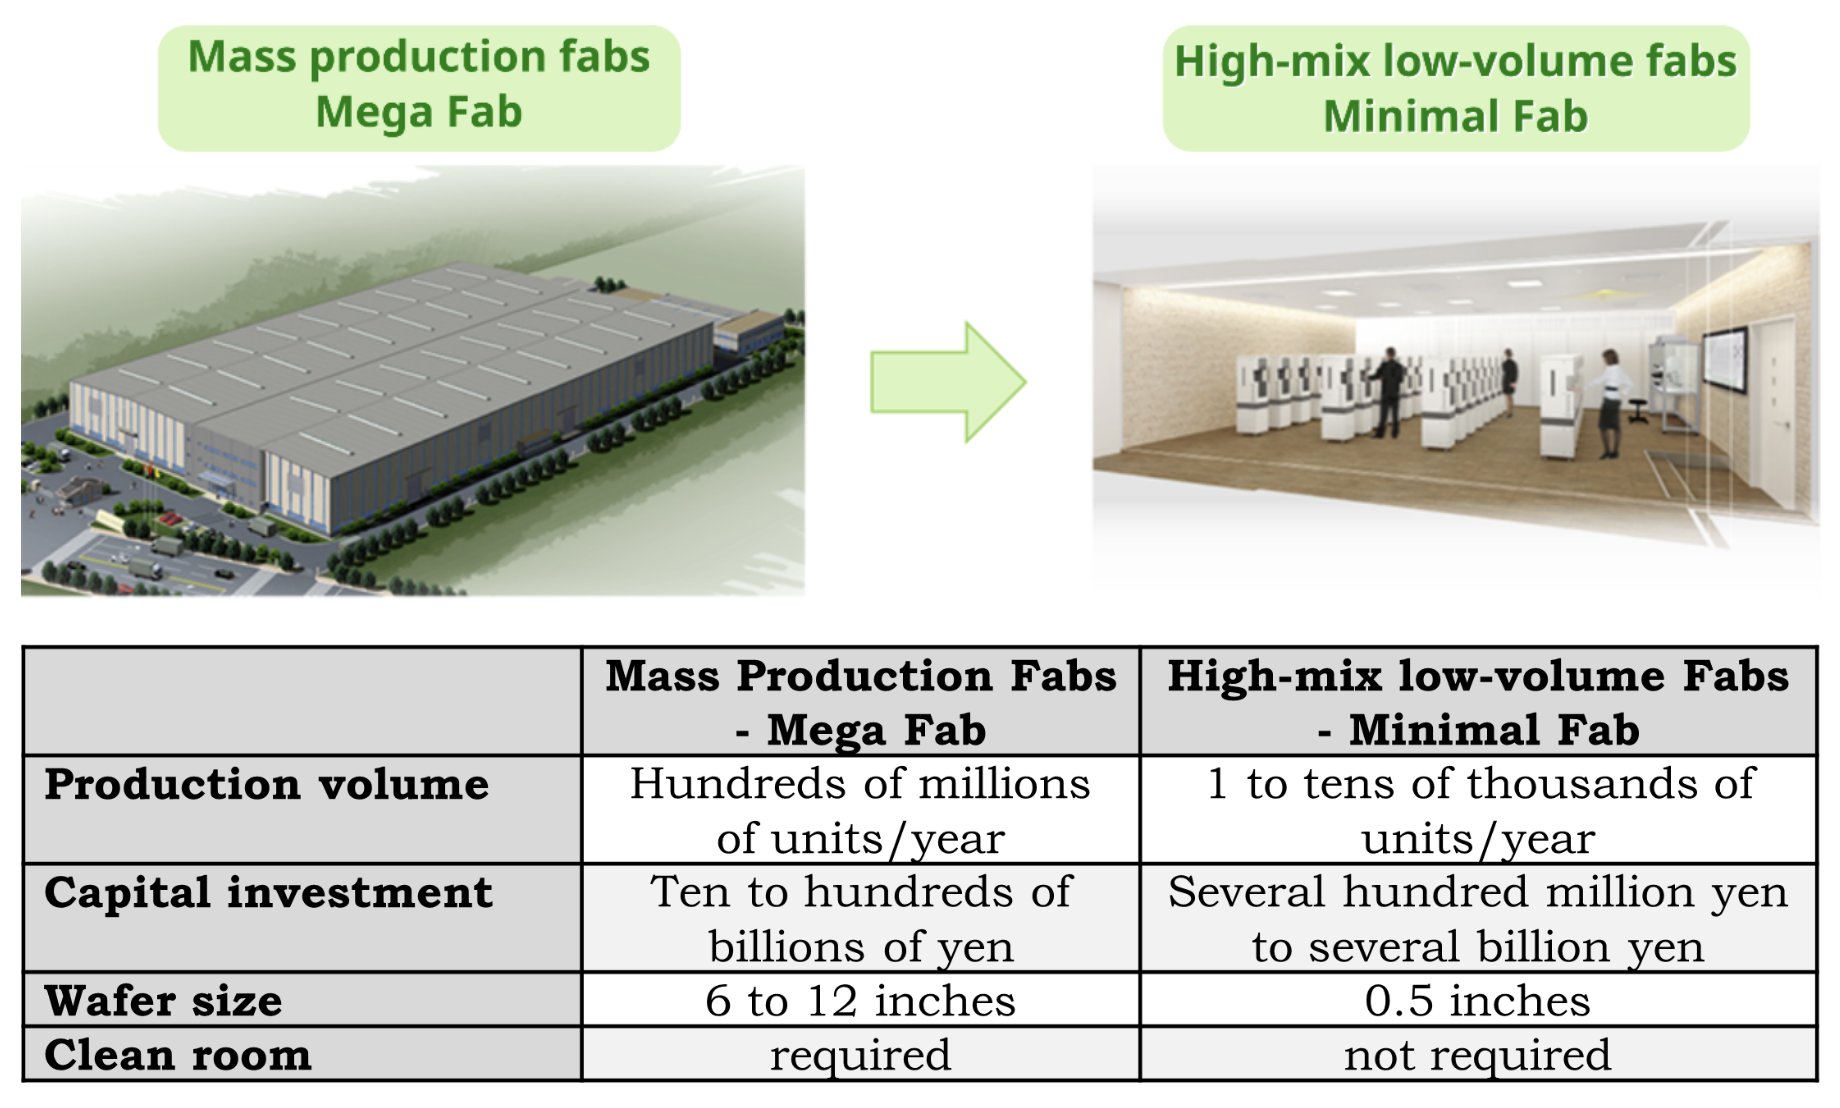 Mass production fabs
Mega Fab
High-mix low-volume fabs
Minimal Fab
Mass Production Fabs
- Mega Fab
High-mix low-volume Fabs
- Minimal Fab
Production volume
Hundreds of millions
of units/year
1 to tens of thousands of
units/year
Capital investment
Ten to hundreds of
billions of yen
Several hundred million yen
to several billion yen
Wafer size
6 to 12 inches
0.5 inches
Clean room
required
not required